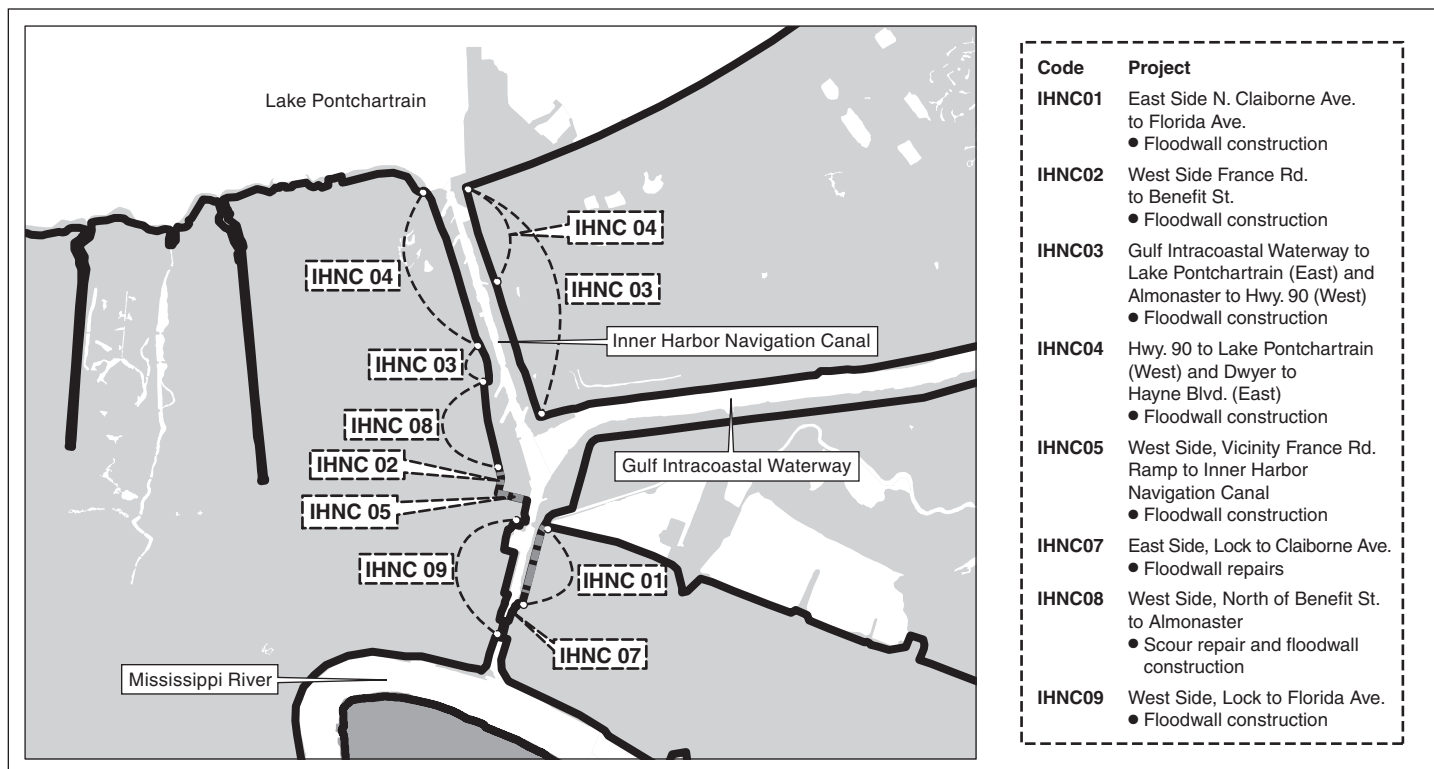 Lake Pontchartrain
IHNC 04
IHNC 04
IHNC 03
Inner Harbor Navigation Canal
IHNC 03
IHNC 08
IHNC 02
Gulf Intracoastal Waterway
IHNC 05
IHNC 09
IHNC 01
IHNC 07
Mississippi River
Code Project
IHNC01 East Side N. Claiborne Ave.
to Florida Ave.
● Floodwall construction
IHNC02 West Side France Rd.
to Benefit St.
● Floodwall construction
IHNC03 Gulf Intracoastal Waterway to
Lake Pontchartrain (East) and
Almonaster to Hwy. 90 (West)
● Floodwall construction
IHNC04 Hwy. 90 to Lake Pontchartrain
(West) and Dwyer to
Hayne Blvd. (East)
● Floodwall construction
IHNC05 West Side, Vicinity France Rd.
Ramp to Inner Harbor
Navigation Canal
● Floodwall construction
IHNC07 East Side, Lock to Claiborne Ave.
● Floodwall repairs
IHNC08 West Side, North of Benefit St.
to Almonaster
● Scour repair and floodwall
construction
IHNC09 West Side, Lock to Florida Ave.
● Floodwall construction